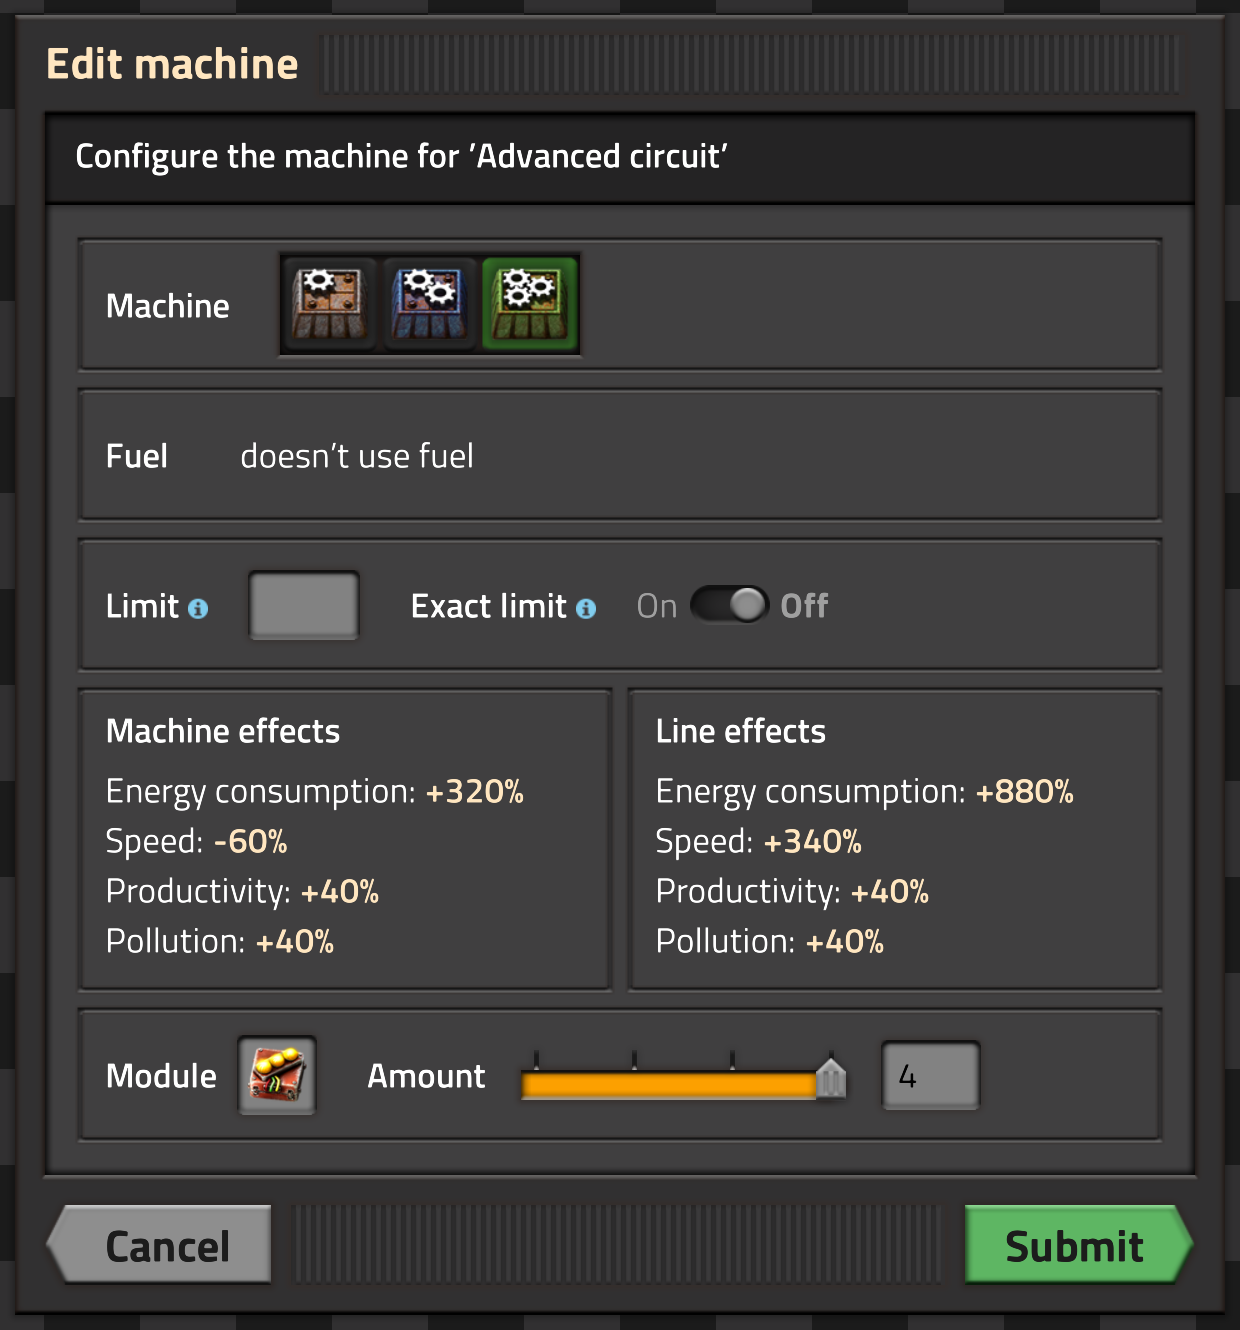 Edit machine
Configure the machine for 'Advanced circuit'
Machine
Fuel doesn't use fuel
Limit Exact limit On Off
Machine effects
Energy consumption: +320%
Speed: -60%
Productivity: +40%
Pollution: +40%
Line effects
Energy consumption: +880%
Speed: +340%
Productivity: +40%
Pollution: +40%
Module Amount 4
Cancel Submit